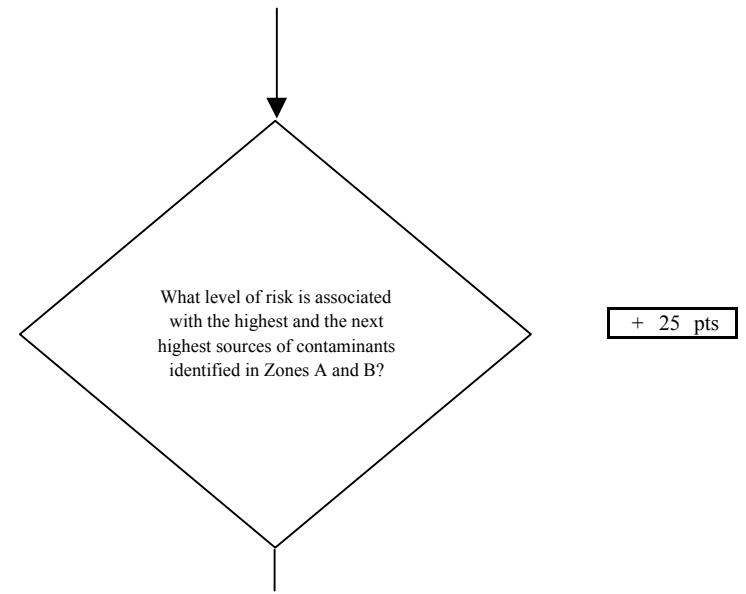 What level of risk is associated
with the highest and the next
highest sources of contaminants
identified in Zones A and B?
+ 25 pts